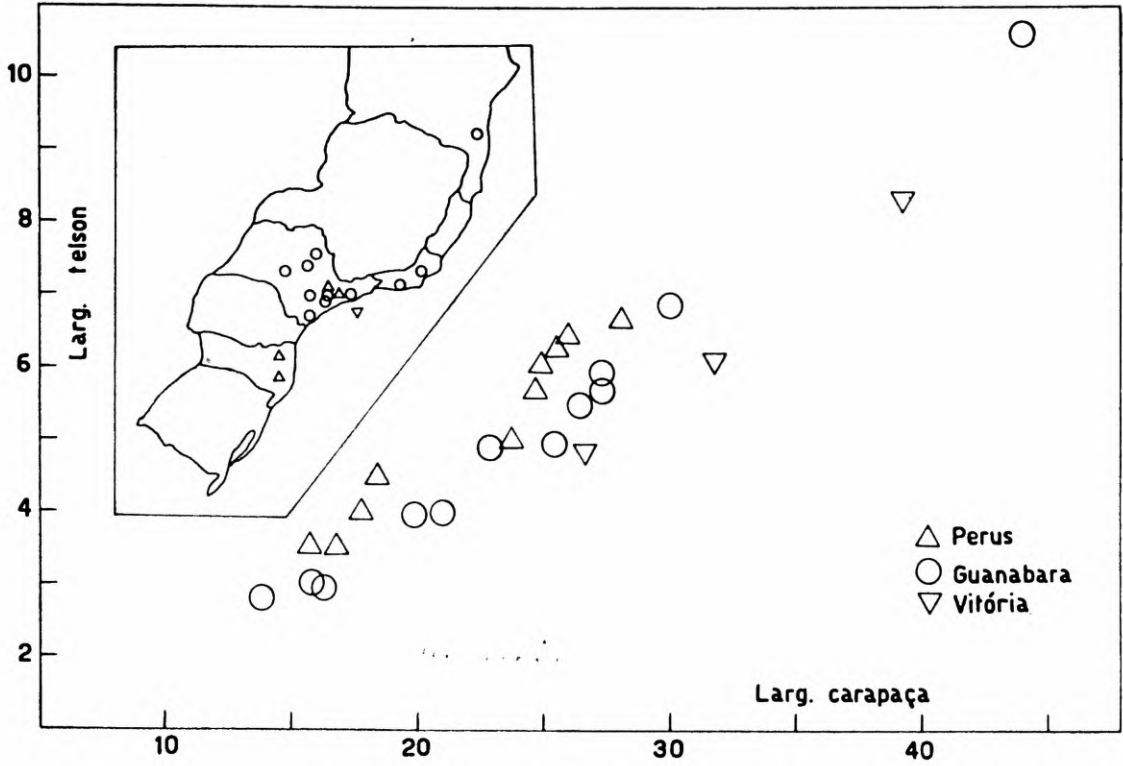 10
8
6
4
2
Larg. telson
△ Perus
○ Guanabara
▽ Vitória
Larg. carapaça
10
20
30
40